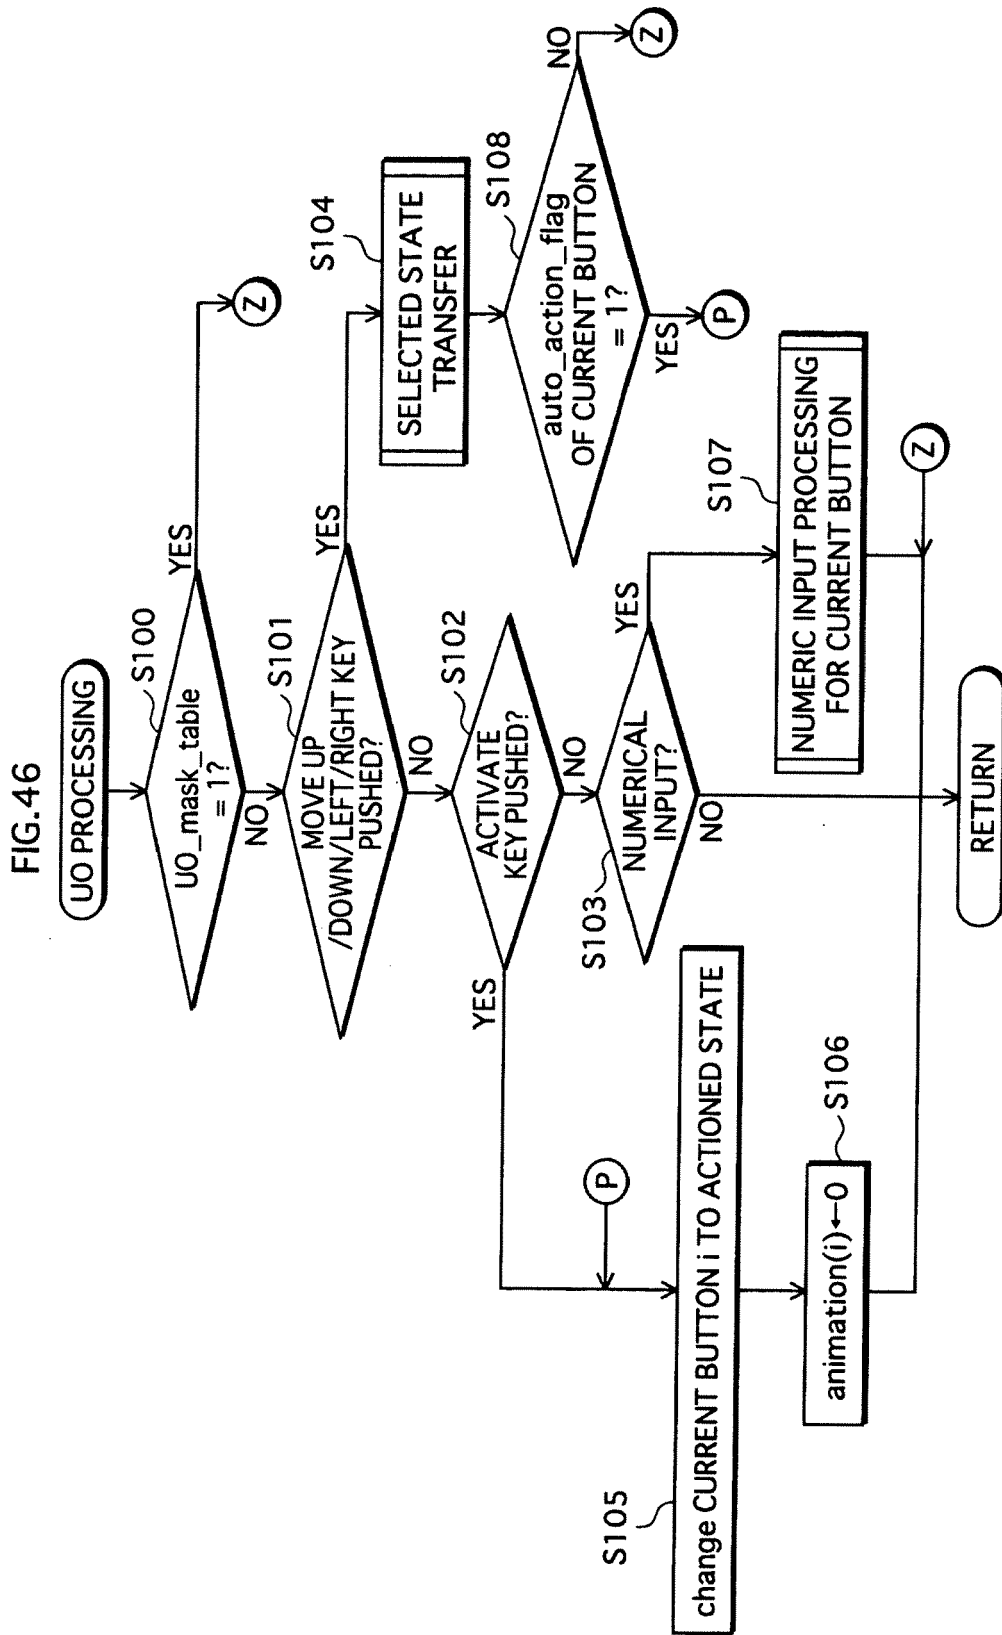 FIG.46
UO PROCESSING
S100
UO_mask_table
= 1?
YES
Z
NO
S101
MOVE UP
/DOWN/LEFT/RIGHT KEY
PUSHED?
YES
S104
SELECTED STATE
TRANSFER
NO
S108
auto_action_flag
OF CURRENT BUTTON
= 1?
NO
Z
YES
P
S102
ACTIVATE
KEY PUSHED?
YES
NO
S103
NUMERICAL
INPUT?
YES
NO
S107
NUMERIC INPUT PROCESSING
FOR CURRENT BUTTON
Z
P
S105
change CURRENT BUTTON i TO ACTIONED STATE
S106
animation(i)←0
RETURN